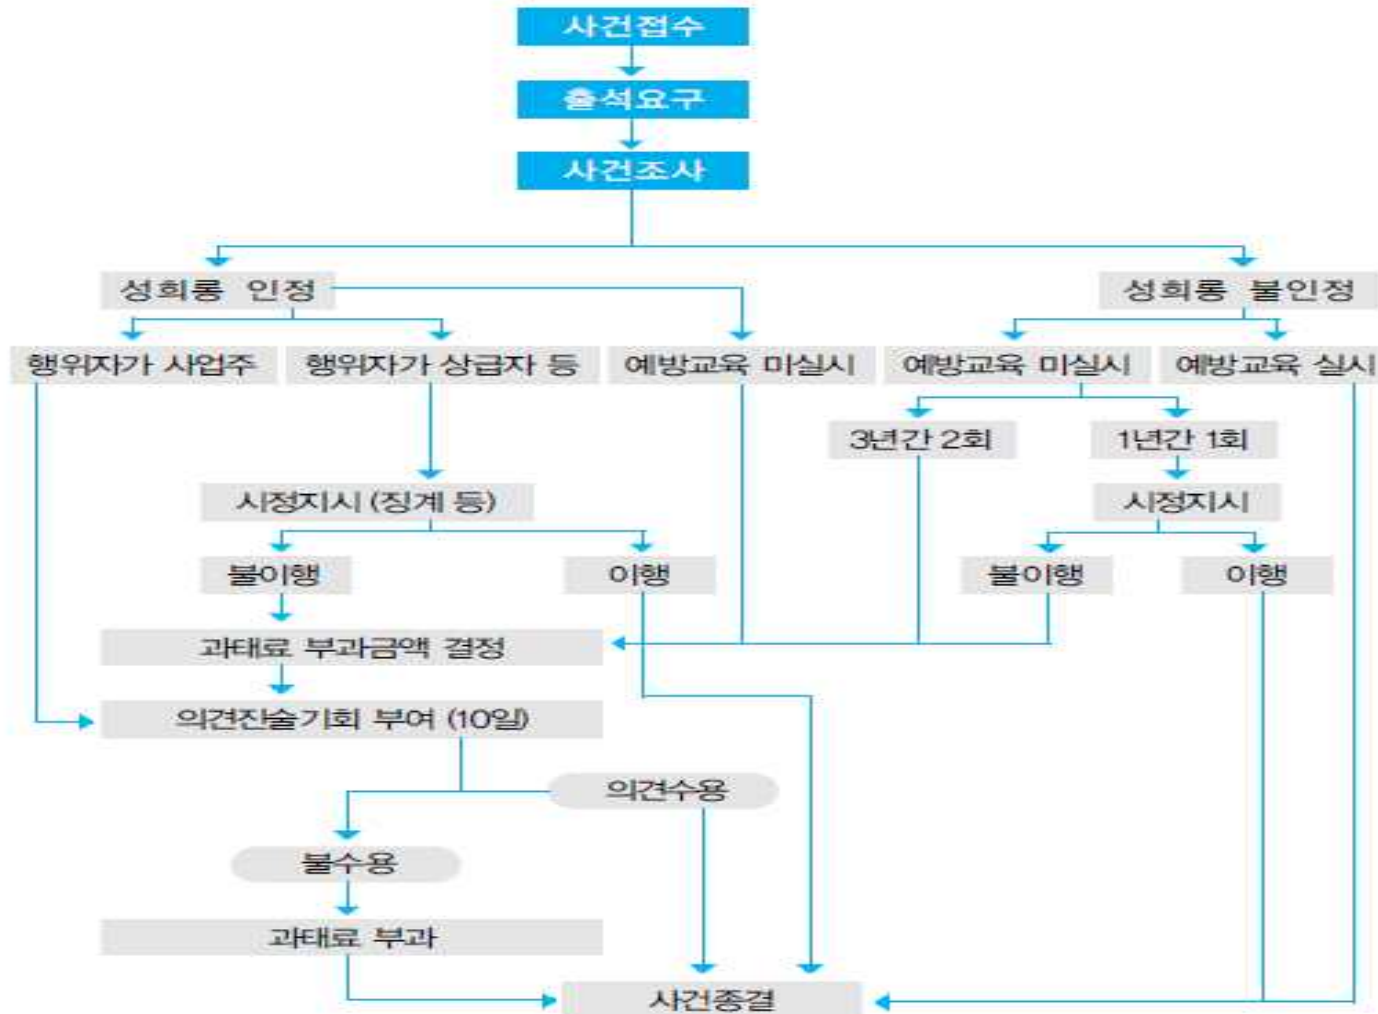 사건접수
출석요구
사건조사
성희롱 인정
성희롱 불인정
행위자가 사업주
행위자가 상급자 등
예방교육 미실시
예방교육 미실시
예방교육 실시
3년간 2회
1년간 1회
시정지시 (징계 등)
시정지시
불이행
이행
불이행
이행
과태료 부과금액 결정
의견진술기회 부여 (10일)
의견수용
불수용
과태료 부과
사건종결